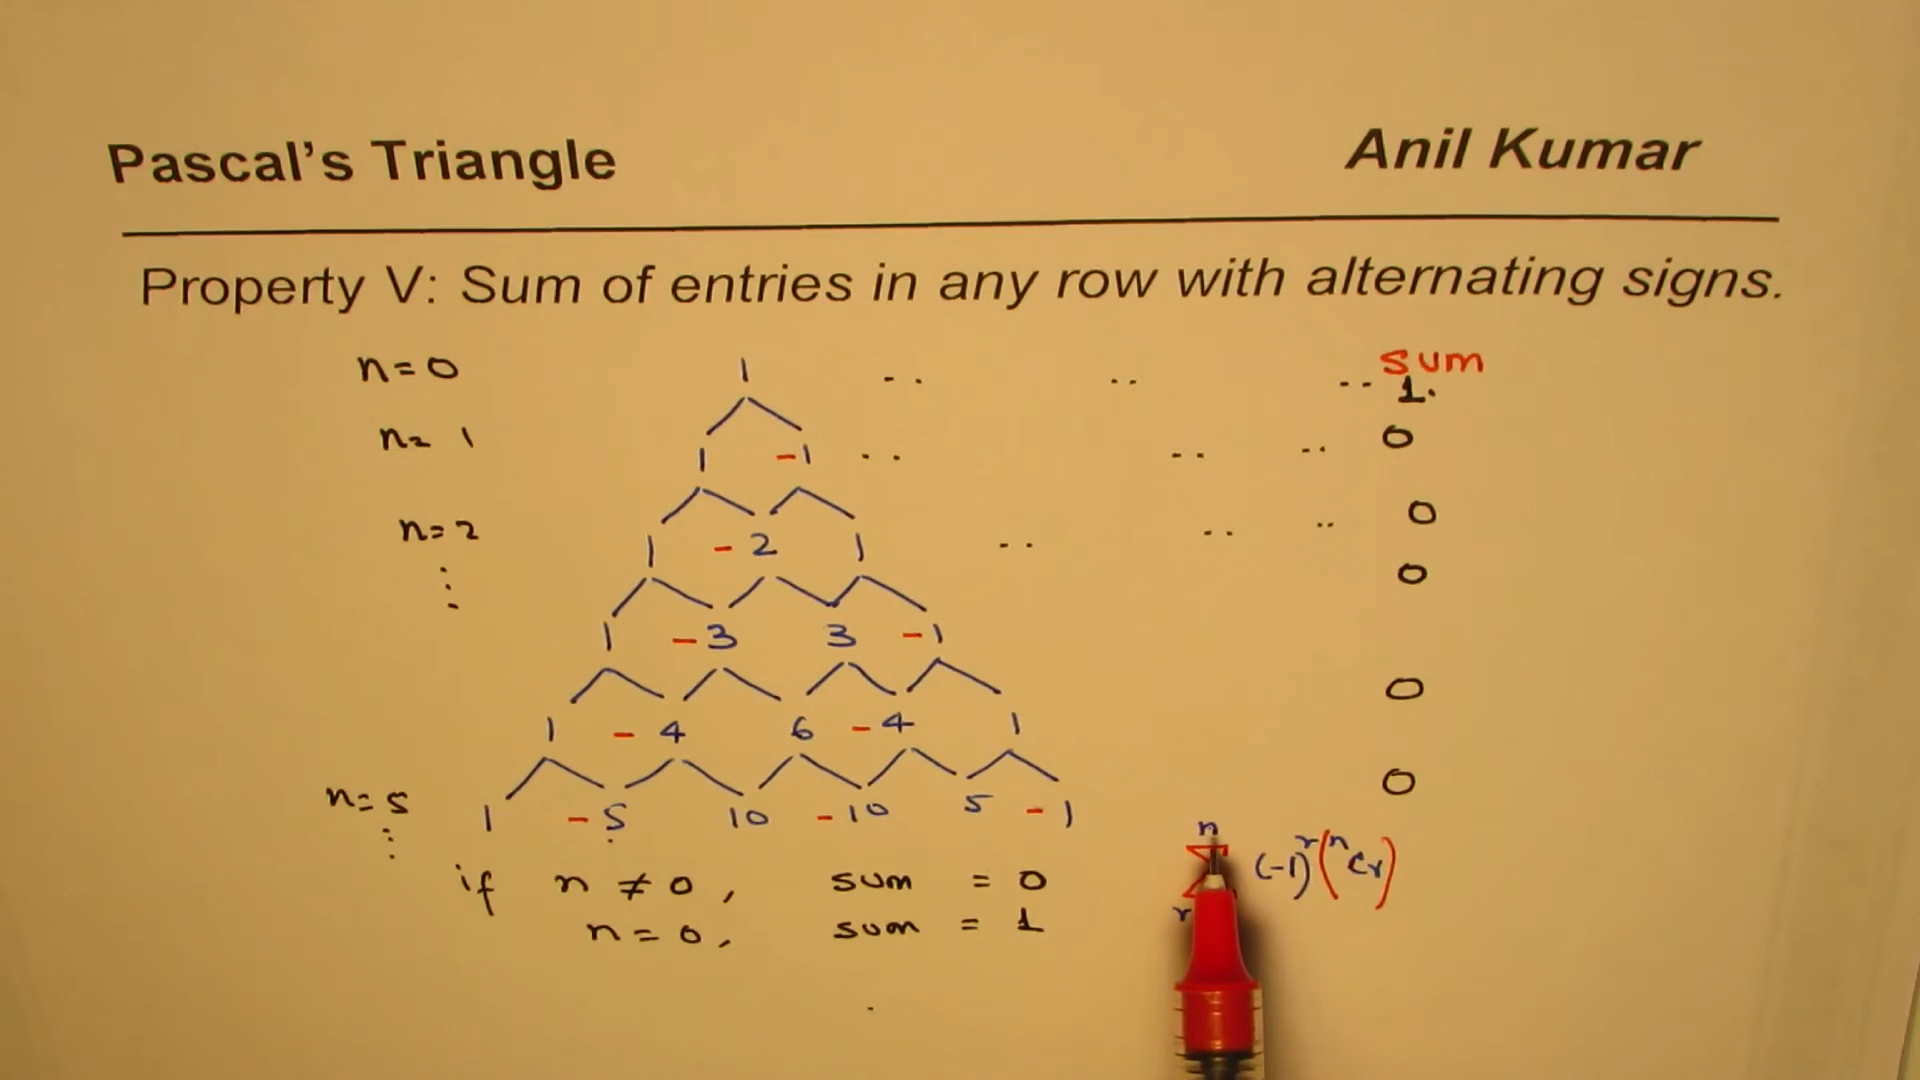 Pascal's Triangle Anil Kumar
Property V: Sum of entries in any row with alternating signs.
sum
n=0 1 -. .. .. 1.
n= 1 1 -1 .. .. .. 0
n=2 1 -2 1 .. .. .. 0
⋮ 0
1 -3 3 -1
1 -4 6 -4 1 0
n=5 1 -5 10 -10 5 -1 0
⋮
if n ≠ 0, sum = 0
n = 0, sum = 1
n
Σ (-1)^r (ⁿCr)
r